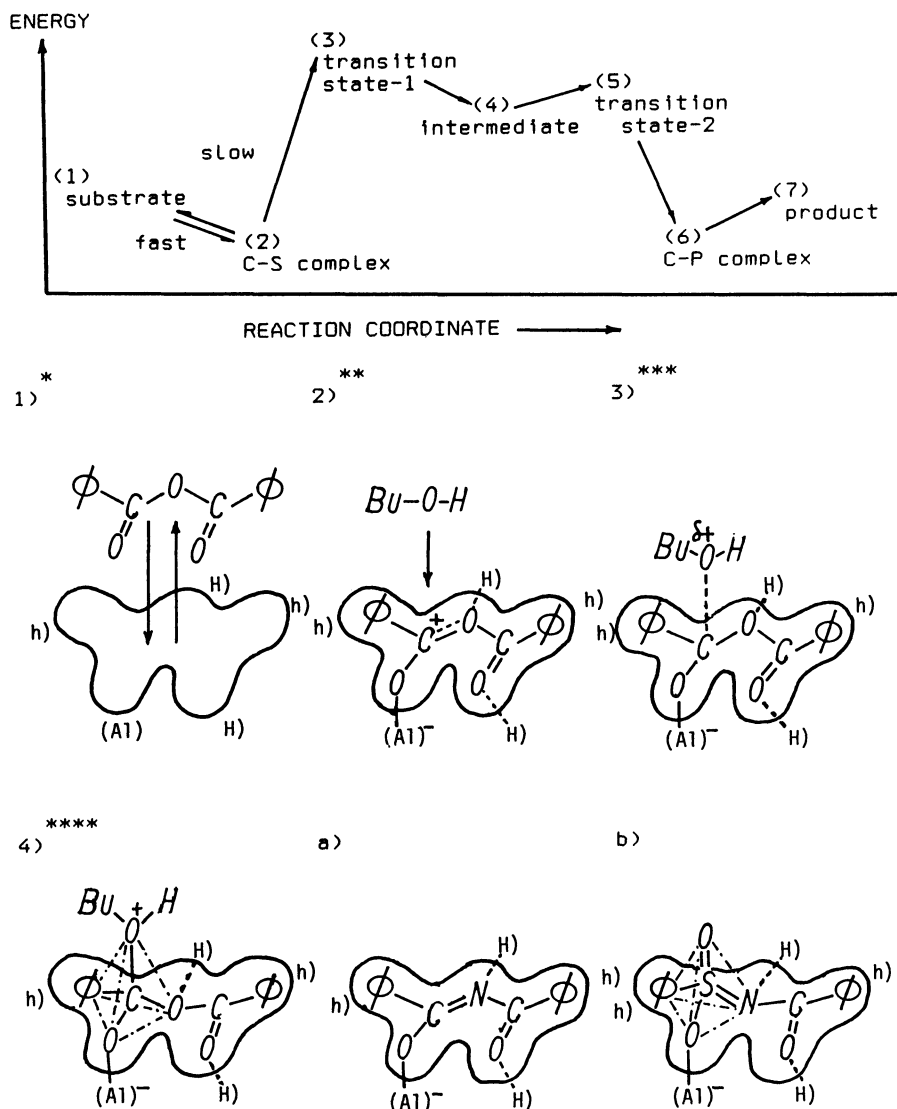 ENERGY
(3)
transition
state-1
(5)
transition
state-2
(4)
intermediate
slow
(1)
substrate
fast
(2)
C-S complex
(7)
product
(6)
C-P complex
REACTION COORDINATE
1)*
2)**
3)***
ϕ C O C ϕ
O O
H)
h) h)
(Al) H)
Bu-O-H
H)
h) ϕ C + O C ϕ h)
O O
(Al)⁻ H)
δ+
Bu O H
H)
h) ϕ C O C ϕ h)
O O
(Al)⁻ H)
4)****
a)
b)
Bu + H
O
H)
h) ϕ C O C ϕ h)
O O
(Al)⁻ H)
H)
h) ϕ C N C ϕ h)
O O
(Al)⁻ H)
O
H)
h) ϕ S N C ϕ h)
O O
(Al)⁻ H)